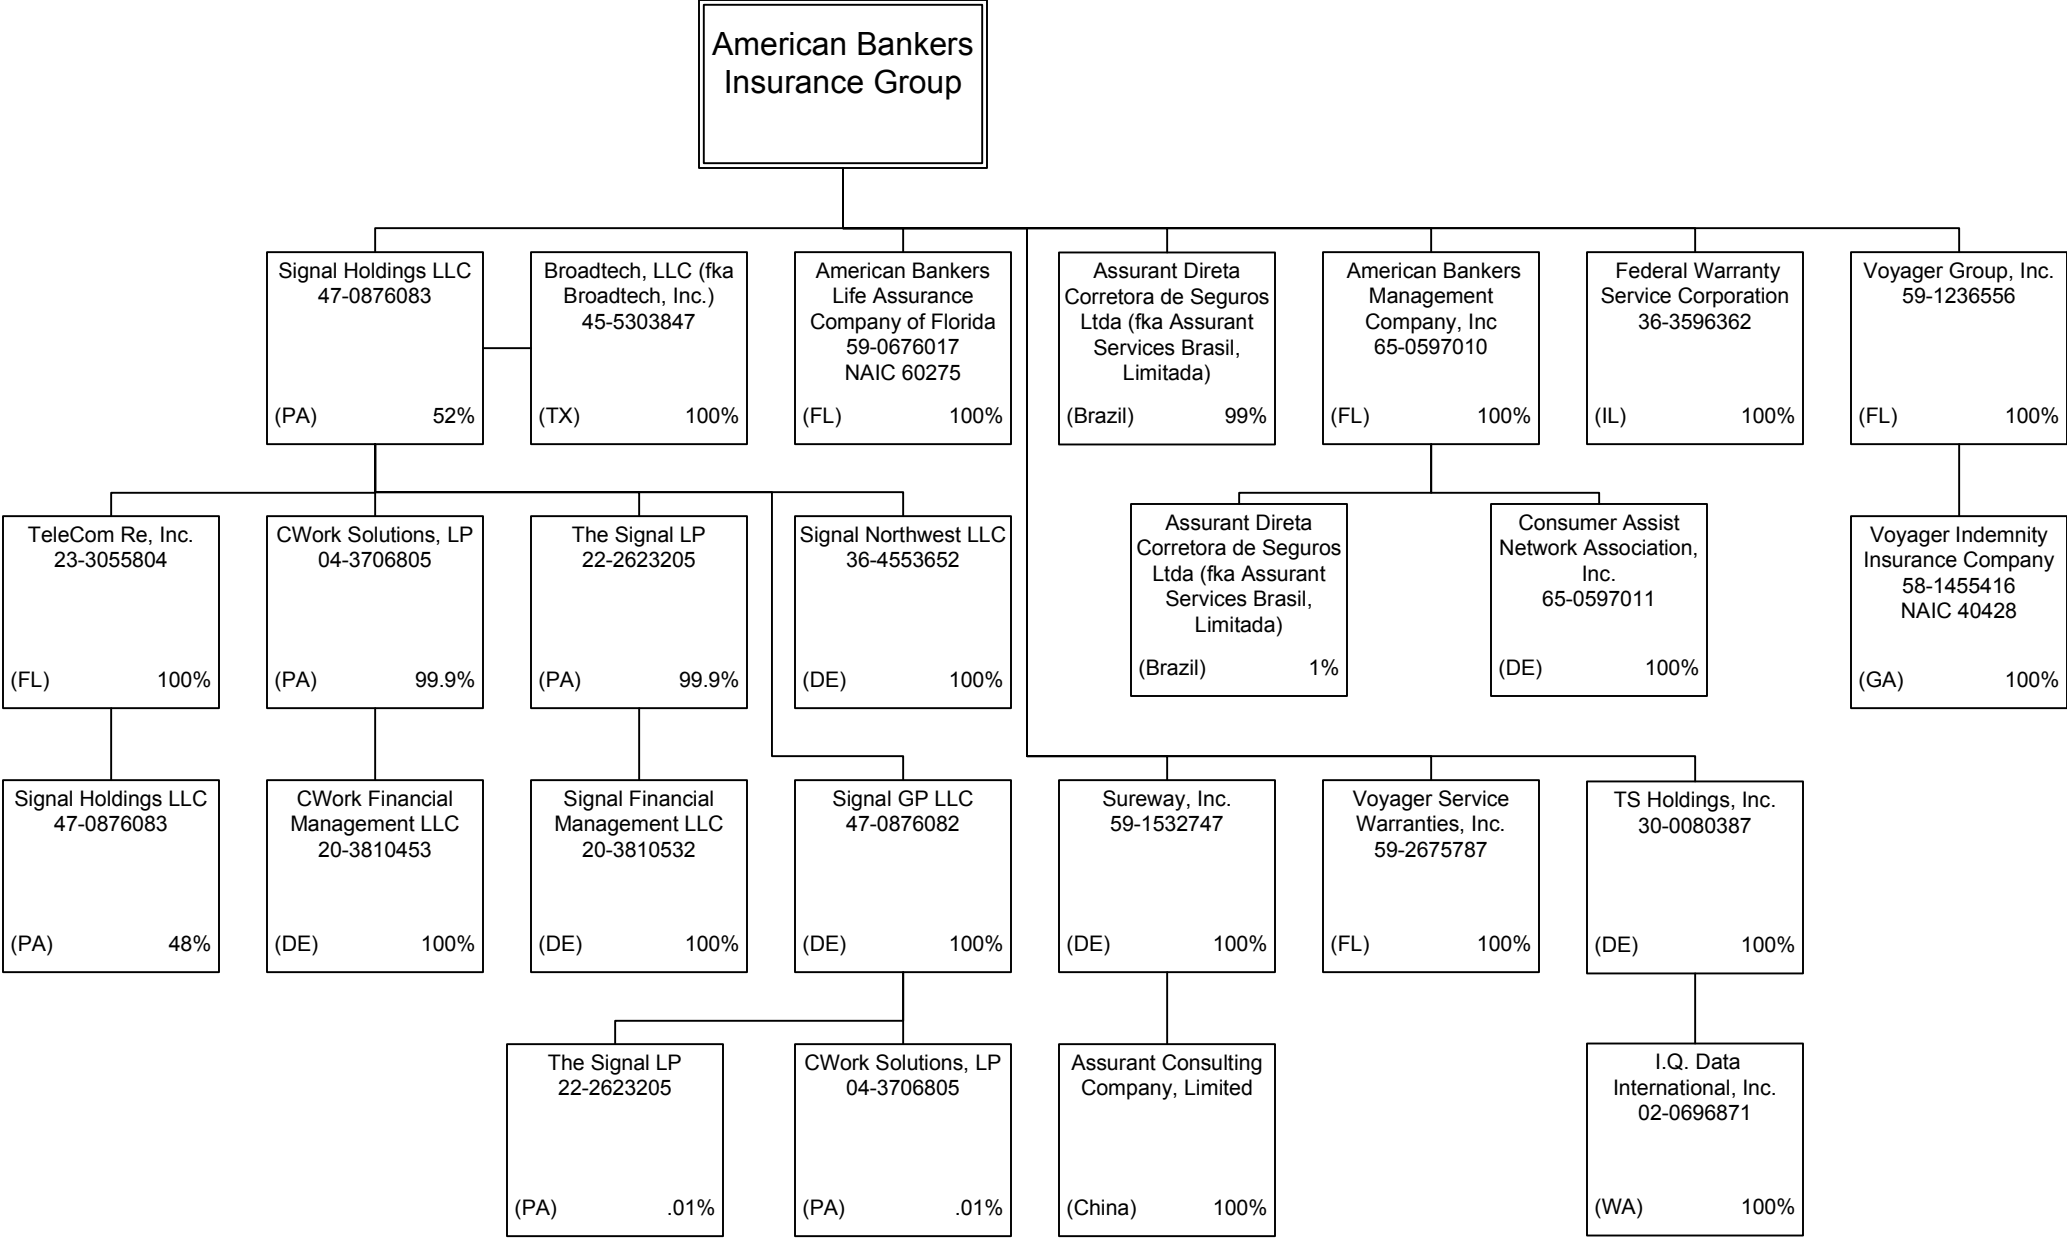 American Bankers
Insurance Group
Signal Holdings LLC
47-0876083
(PA) 52%
Broadtech, LLC (fka
Broadtech, Inc.)
45-5303847
(TX) 100%
American Bankers
Life Assurance
Company of Florida
59-0676017
NAIC 60275
(FL) 100%
Assurant Direta
Corretora de Seguros
Ltda (fka Assurant
Services Brasil,
Limitada)
(Brazil) 99%
American Bankers
Management
Company, Inc
65-0597010
(FL) 100%
Federal Warranty
Service Corporation
36-3596362
(IL) 100%
Voyager Group, Inc.
59-1236556
(FL) 100%
TeleCom Re, Inc.
23-3055804
(FL) 100%
CWork Solutions, LP
04-3706805
(PA) 99.9%
The Signal LP
22-2623205
(PA) 99.9%
Signal Northwest LLC
36-4553652
(DE) 100%
Assurant Direta
Corretora de Seguros
Ltda (fka Assurant
Services Brasil,
Limitada)
(Brazil) 1%
Consumer Assist
Network Association,
Inc.
65-0597011
(DE) 100%
Voyager Indemnity
Insurance Company
58-1455416
NAIC 40428
(GA) 100%
Signal Holdings LLC
47-0876083
(PA) 48%
CWork Financial
Management LLC
20-3810453
(DE) 100%
Signal Financial
Management LLC
20-3810532
(DE) 100%
Signal GP LLC
47-0876082
(DE) 100%
Sureway, Inc.
59-1532747
(DE) 100%
Voyager Service
Warranties, Inc.
59-2675787
(FL) 100%
TS Holdings, Inc.
30-0080387
(DE) 100%
The Signal LP
22-2623205
(PA) .01%
CWork Solutions, LP
04-3706805
(PA) .01%
Assurant Consulting
Company, Limited
(China) 100%
I.Q. Data
International, Inc.
02-0696871
(WA) 100%